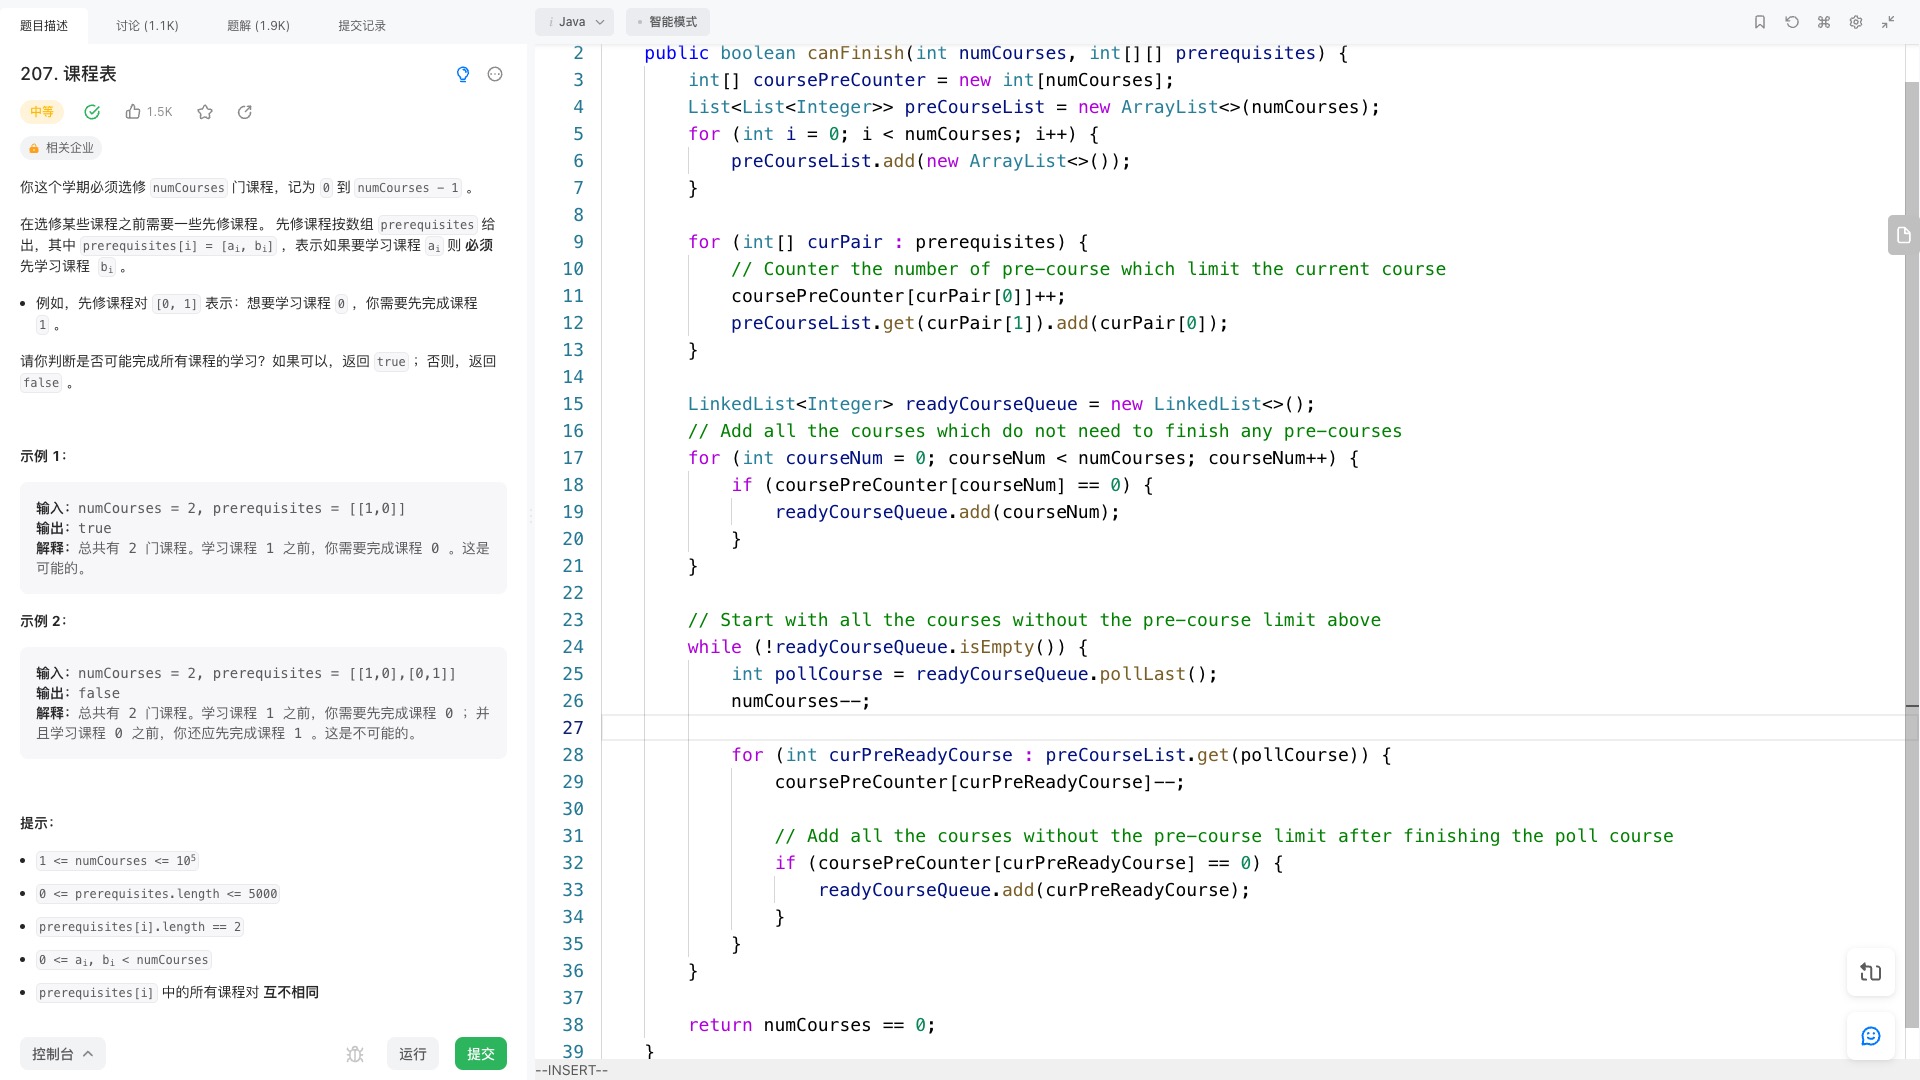 题目描述
讨论 (1.1K)
题解 (1.9K)
提交记录
207. 课程表
中等
1.5K
相关企业
你这个学期必须选修 numCourses 门课程，记为 0 到 numCourses - 1 。
在选修某些课程之前需要一些先修课程。 先修课程按数组 prerequisites 给
出，其中 prerequisites[i] = [ai, bi] ，表示如果要学习课程 ai 则 必须
先学习课程 bi 。
• 例如，先修课程对 [0, 1] 表示：想要学习课程 0 ，你需要先完成课程
1 。
请你判断是否可能完成所有课程的学习？如果可以，返回 true ；否则，返回
false 。
示例 1：
输入：numCourses = 2, prerequisites = [[1,0]]
输出：true
解释：总共有 2 门课程。学习课程 1 之前，你需要完成课程 0 。这是
可能的。
示例 2：
输入：numCourses = 2, prerequisites = [[1,0],[0,1]]
输出：false
解释：总共有 2 门课程。学习课程 1 之前，你需要先完成课程 0 ；并
且学习课程 0 之前，你还应先完成课程 1 。这是不可能的。
提示：
• 1 <= numCourses <= 10⁵
• 0 <= prerequisites.length <= 5000
• prerequisites[i].length == 2
• 0 <= ai, bi < numCourses
• prerequisites[i] 中的所有课程对 互不相同
控制台
运行
提交
i Java
智能模式
2 public boolean canFinish(int numCourses, int[][] prerequisites) {
3 int[] coursePreCounter = new int[numCourses];
4 List<List<Integer>> preCourseList = new ArrayList<>(numCourses);
5 for (int i = 0; i < numCourses; i++) {
6 preCourseList.add(new ArrayList<>());
7 }
8
9 for (int[] curPair : prerequisites) {
10 // Counter the number of pre-course which limit the current course
11 coursePreCounter[curPair[0]]++;
12 preCourseList.get(curPair[1]).add(curPair[0]);
13 }
14
15 LinkedList<Integer> readyCourseQueue = new LinkedList<>();
16 // Add all the courses which do not need to finish any pre-courses
17 for (int courseNum = 0; courseNum < numCourses; courseNum++) {
18 if (coursePreCounter[courseNum] == 0) {
19 readyCourseQueue.add(courseNum);
20 }
21 }
22
23 // Start with all the courses without the pre-course limit above
24 while (!readyCourseQueue.isEmpty()) {
25 int pollCourse = readyCourseQueue.pollLast();
26 numCourses--;
27
28 for (int curPreReadyCourse : preCourseList.get(pollCourse)) {
29 coursePreCounter[curPreReadyCourse]--;
30
31 // Add all the courses without the pre-course limit after finishing the poll course
32 if (coursePreCounter[curPreReadyCourse] == 0) {
33 readyCourseQueue.add(curPreReadyCourse);
34 }
35 }
36 }
37
38 return numCourses == 0;
39 }
--INSERT--